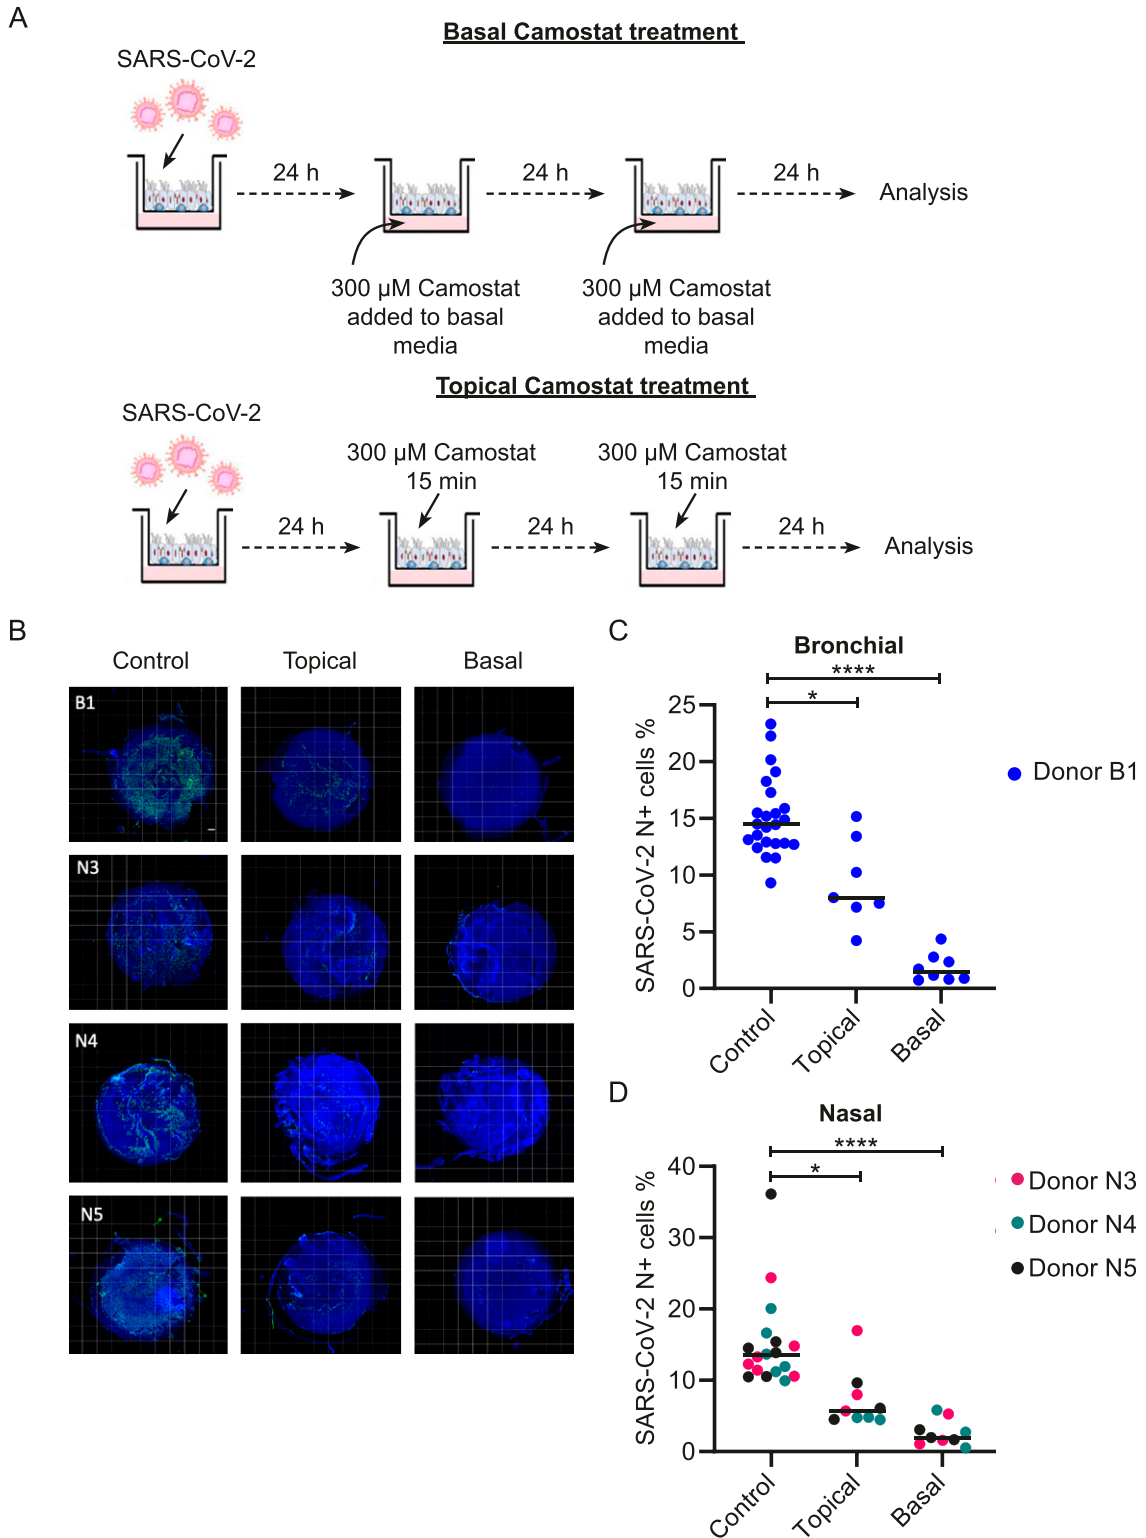 A
Basal Camostat treatment
SARS-CoV-2
24 h
24 h
24 h
Analysis
300 µM Camostat
added to basal
media
300 µM Camostat
added to basal
media
Topical Camostat treatment
SARS-CoV-2
300 µM Camostat
15 min
300 µM Camostat
15 min
24 h
24 h
24 h
Analysis
B
Control
Topical
Basal
B1
N3
N4
N5
C
Bronchial
****
*
SARS-CoV-2 N+ cells %
25
20
15
10
5
0
Control
Topical
Basal
Donor B1
D
Nasal
****
*
SARS-CoV-2 N+ cells %
40
30
20
10
0
Control
Topical
Basal
Donor N3
Donor N4
Donor N5